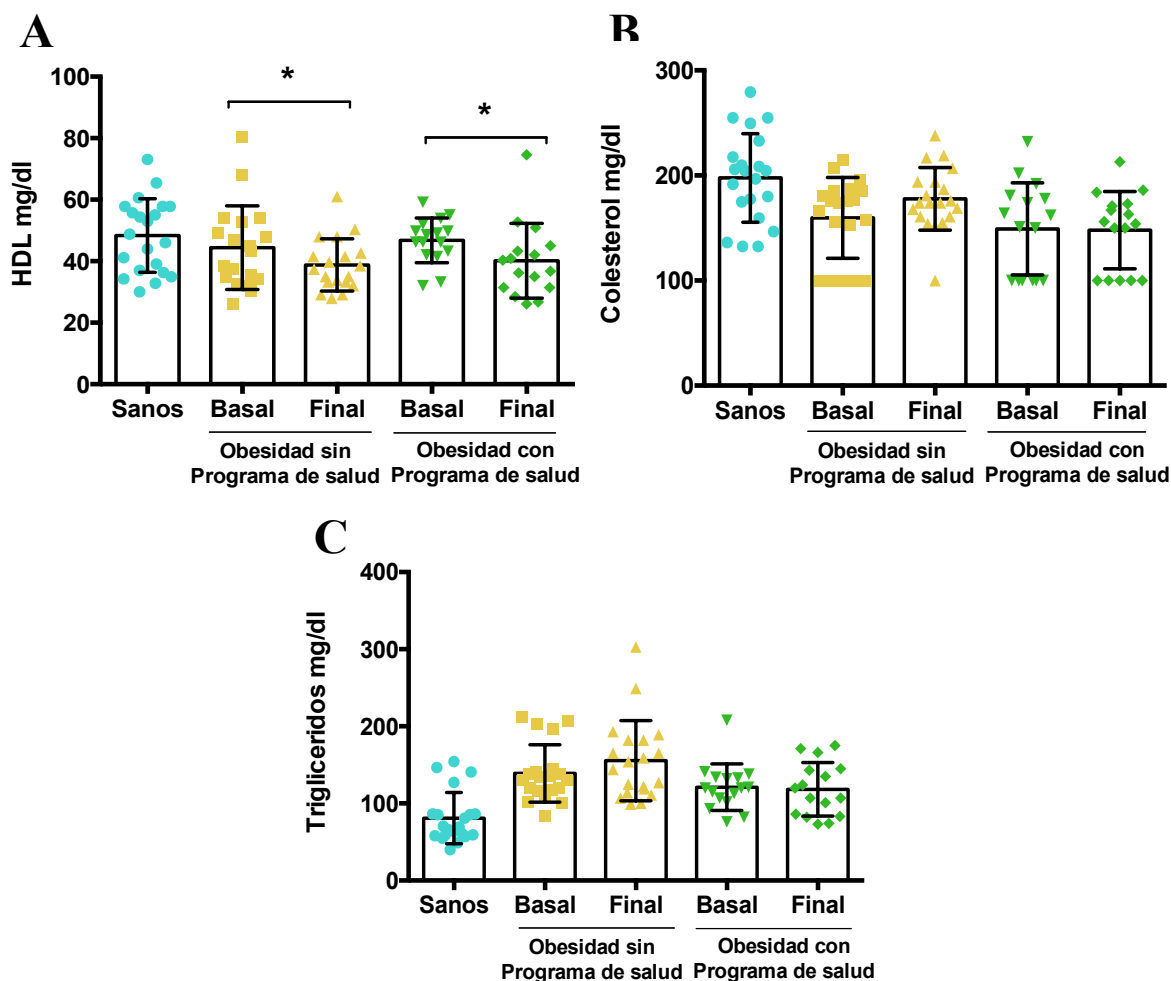 A
HDL mg/dl
100
80
60
40
20
0
*
*
Sanos
Basal
Final
Basal
Final
Obesidad sin
Programa de salud
Obesidad con
Programa de salud
B
Colesterol mg/dl
300
200
100
0
Sanos
Basal
Final
Basal
Final
Obesidad sin
Programa de salud
Obesidad con
Programa de salud
C
Trigliceridos mg/dl
400
300
200
100
0
Sanos
Basal
Final
Basal
Final
Obesidad sin
Programa de salud
Obesidad con
Programa de salud